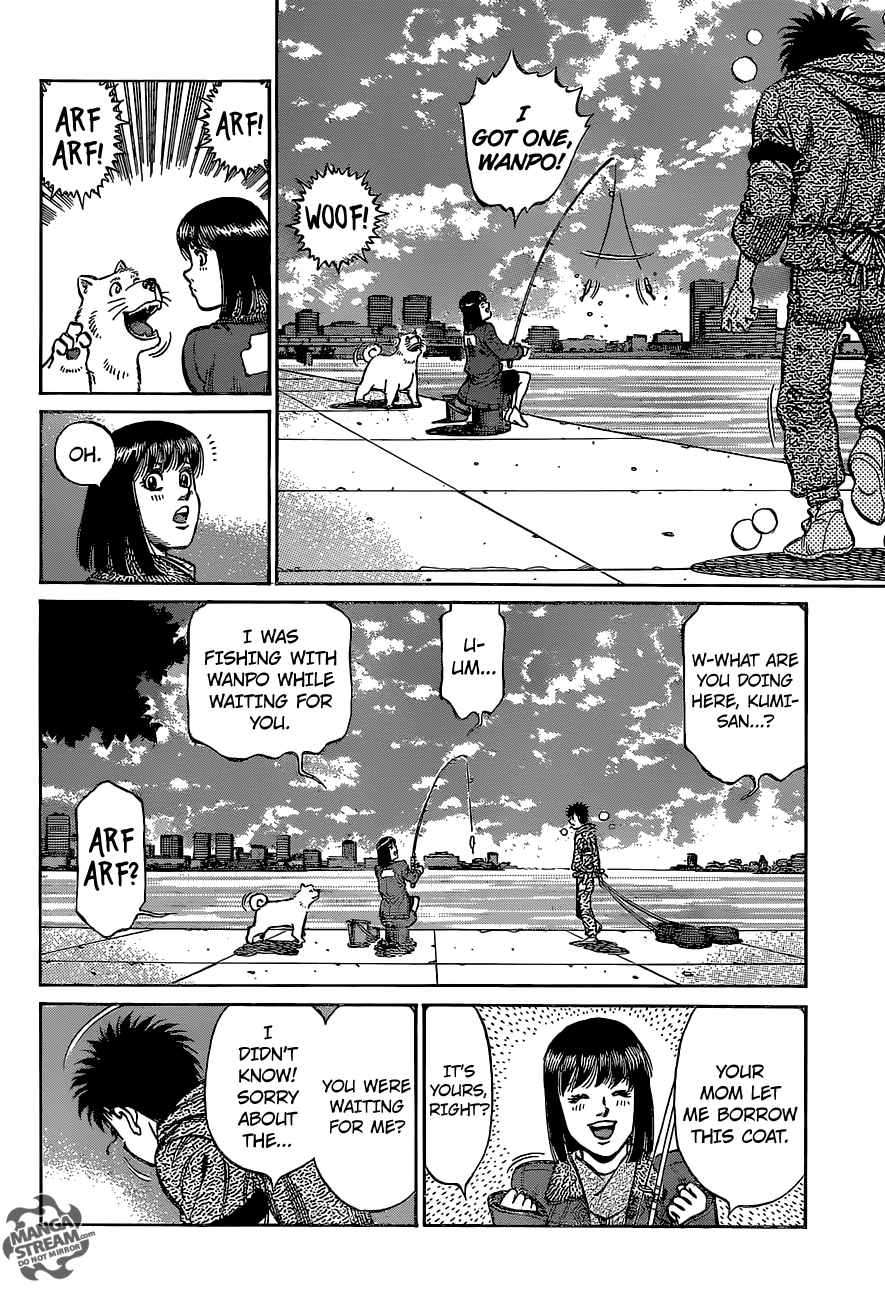 I
GOT ONE,
WANPO!
WOOF!
ARF!
ARF
ARF!
OH.
W-WHAT ARE
YOU DOING
HERE, KUMI-
SAN...?
U-
UM...
I WAS
FISHING WITH
WANPO WHILE
WAITING FOR
YOU.
ARF
ARF?
YOUR
MOM LET
ME BORROW
THIS COAT.
IT'S
YOURS,
RIGHT?
YOU WERE
WAITING
FOR ME?
I
DIDN'T
KNOW!
SORRY
ABOUT
THE...
MANGA
STREAM.com
DO NOT MIRROR